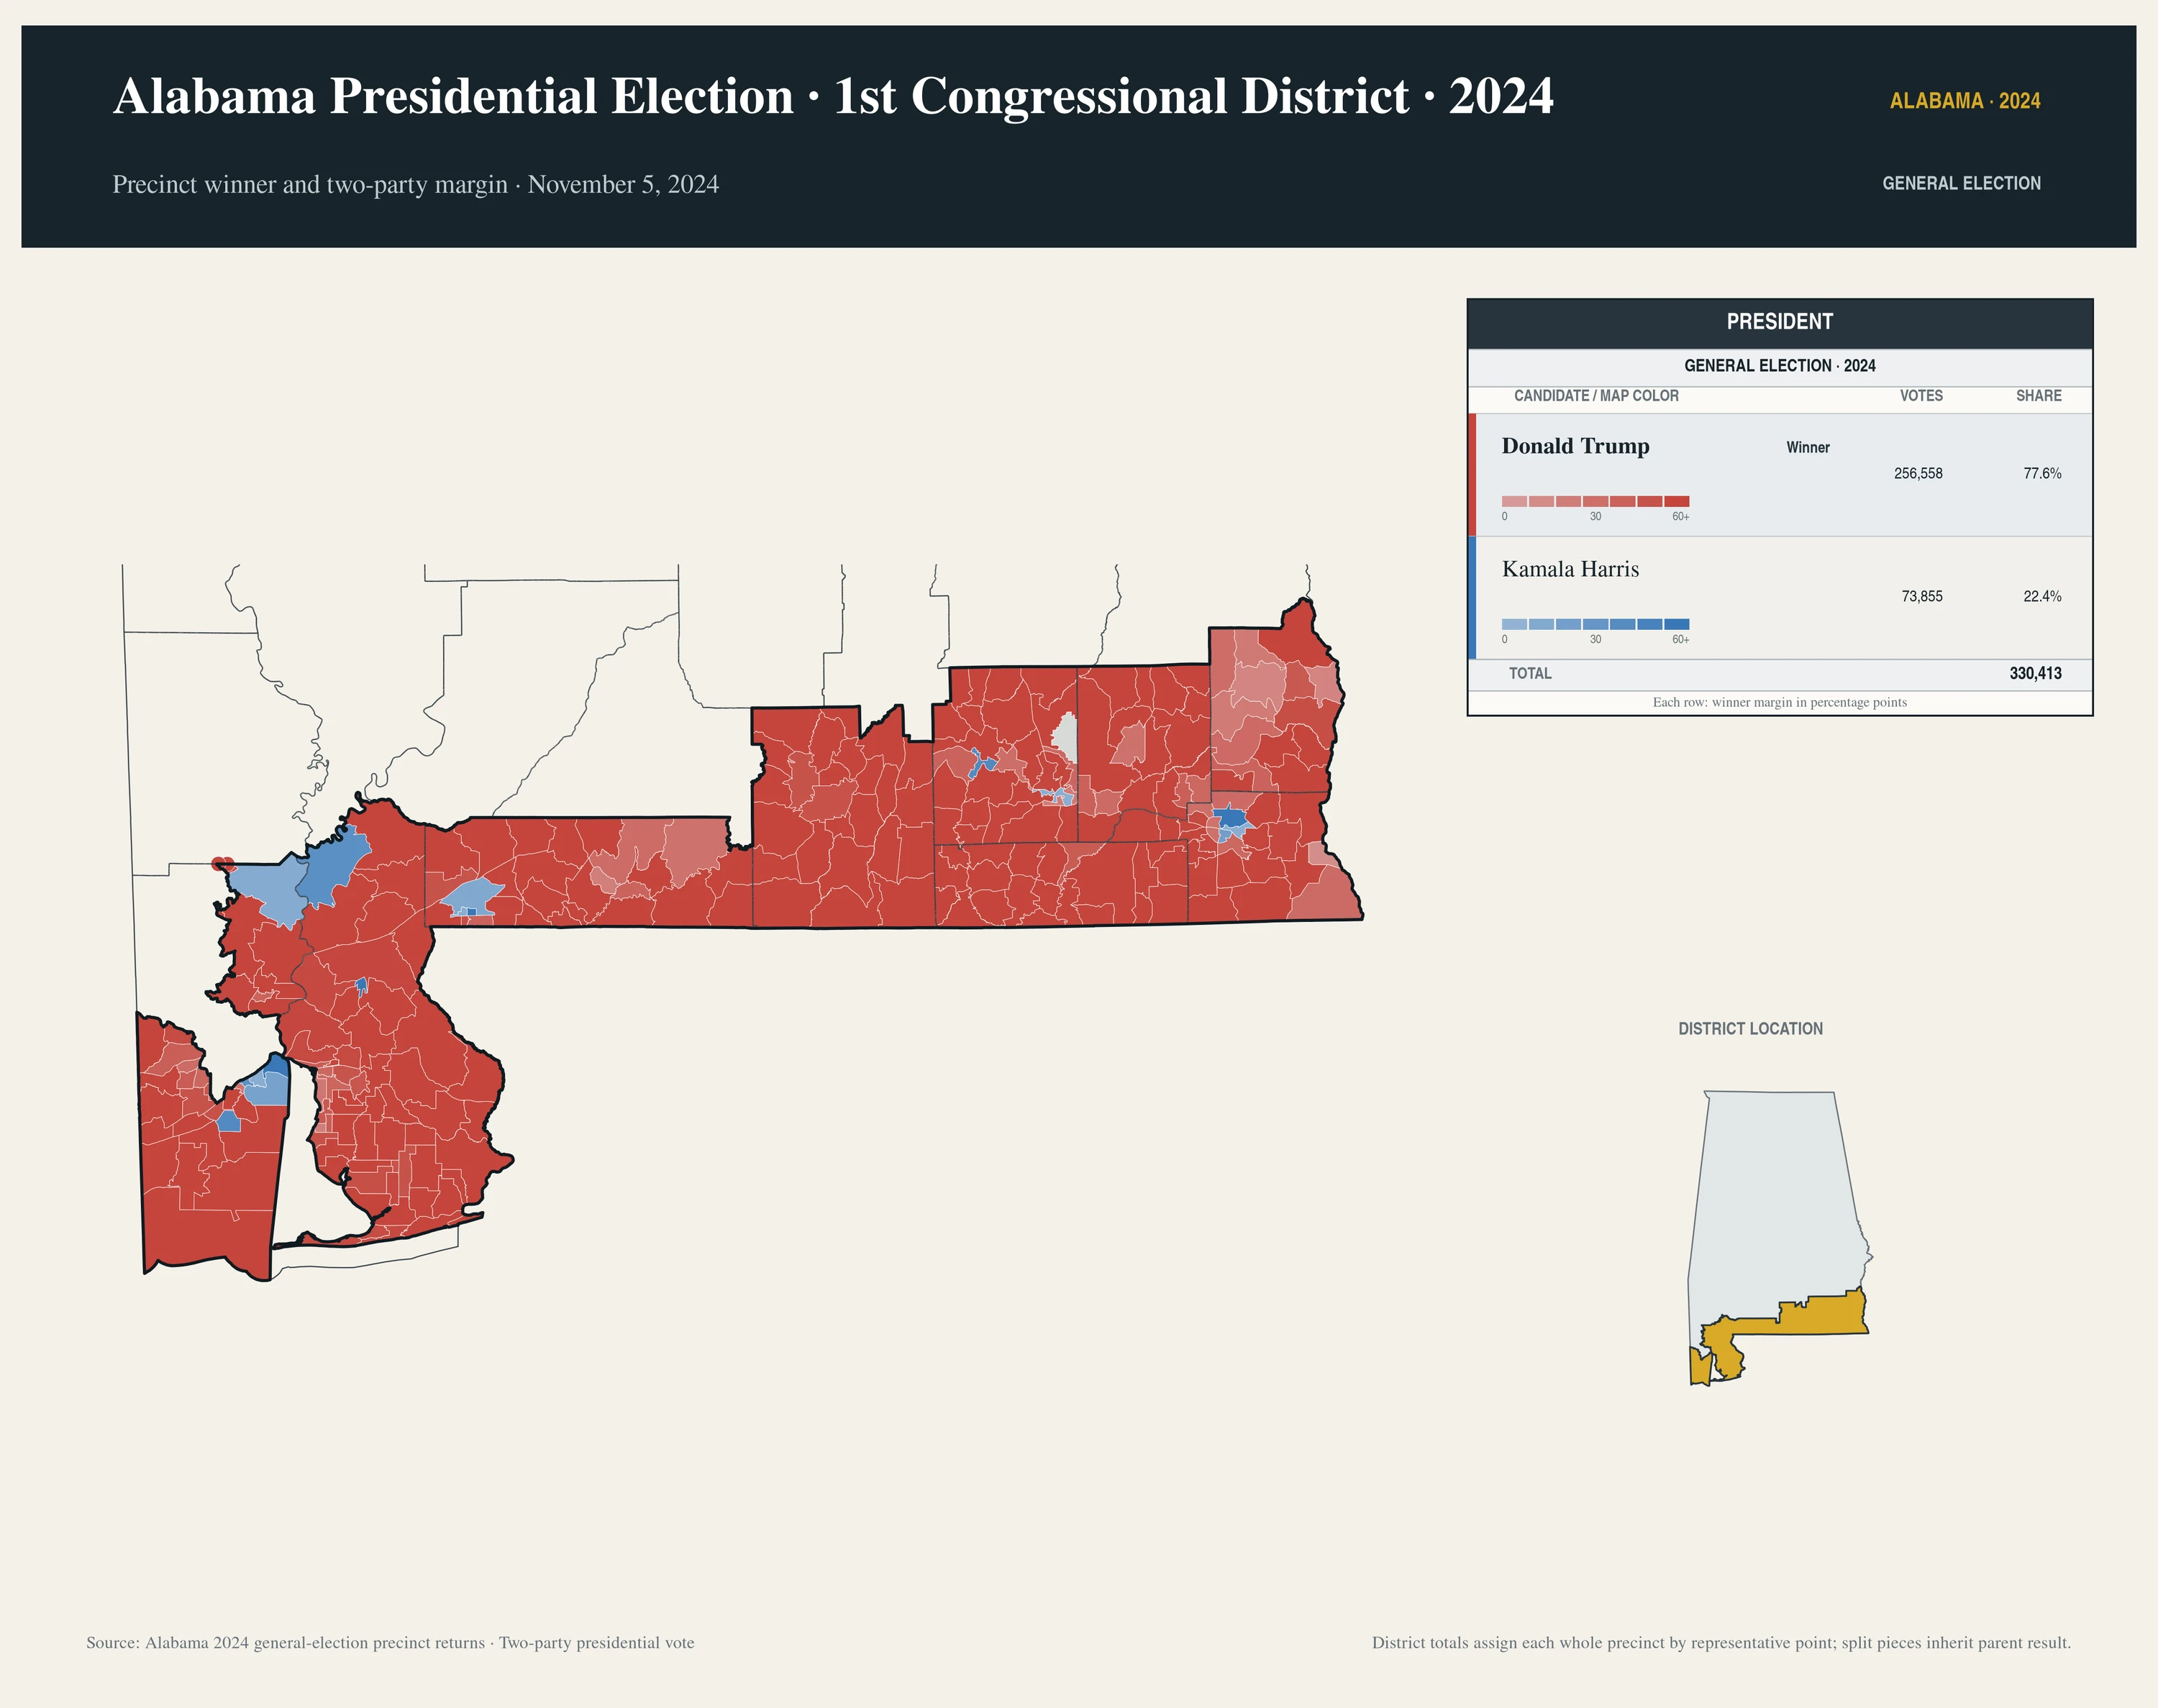 Alabama Presidential Election · 1st Congressional District · 2024
ALABAMA · 2024
Precinct winner and two-party margin · November 5, 2024
GENERAL ELECTION
PRESIDENT
GENERAL ELECTION · 2024
CANDIDATE / MAP COLOR VOTES SHARE
Donald Trump Winner
256,558 77.6%
0 30 60+
Kamala Harris
73,855 22.4%
0 30 60+
TOTAL 330,413
Each row: winner margin in percentage points
DISTRICT LOCATION
Source: Alabama 2024 general-election precinct returns · Two-party presidential vote
District totals assign each whole precinct by representative point; split pieces inherit parent result.